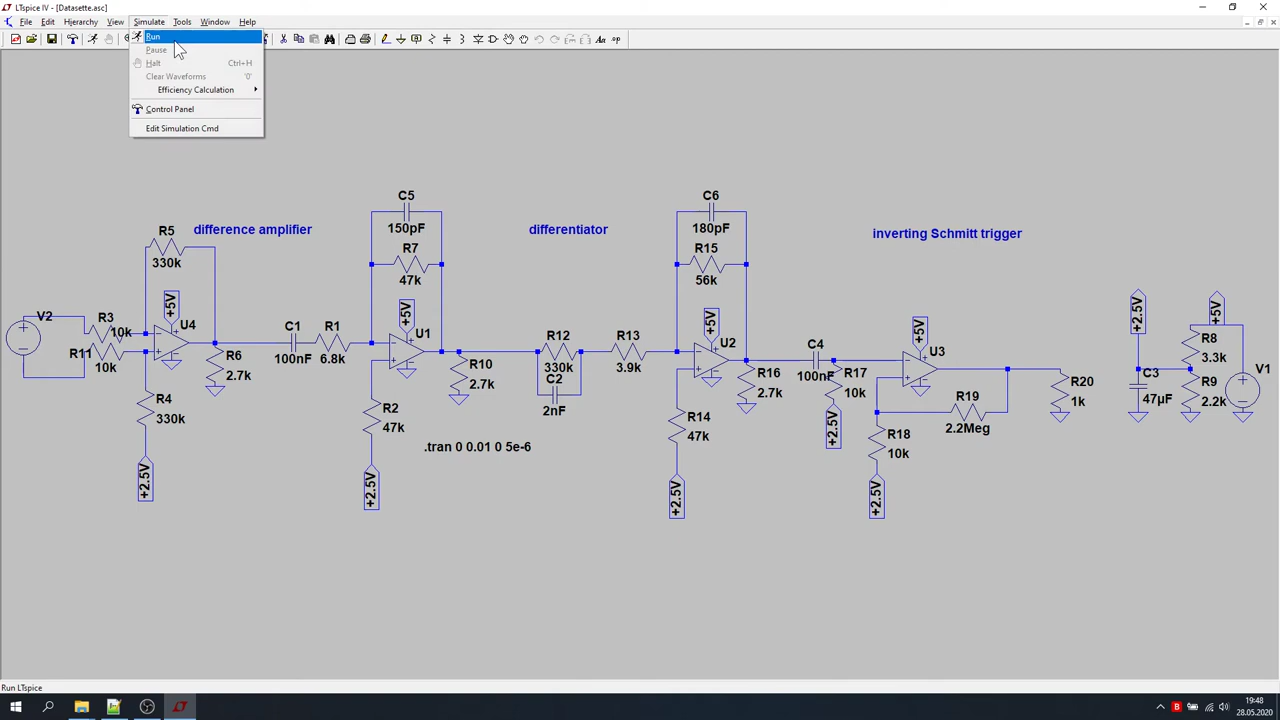 LTspice IV - [Datasette.asc]
File Edit Hierarchy View Simulate Tools Window Help
Run
Pause
Halt Ctrl+H
Clear Waveforms '0'
Efficiency Calculation
Control Panel
Edit Simulation Cmd
difference amplifier
differentiator
inverting Schmitt trigger
V2
R3
10k
R11
10k
R5
330k
+5V
U4
R4
330k
+2.5V
R6
2.7k
C1
100nF
R1
6.8k
C5
150pF
R7
47k
+5V
U1
R2
47k
+2.5V
R10
2.7k
R12
330k
C2
2nF
R13
3.9k
.tran 0 0.01 0 5e-6
C6
180pF
R15
56k
+5V
U2
R14
47k
+2.5V
R16
2.7k
C4
100nF
R17
10k
+2.5V
+5V
U3
R19
2.2Meg
R18
10k
+2.5V
R20
1k
+2.5V
C3
47µF
+5V
R8
3.3k
R9
2.2k
V1
Run LTspice
19:48
28.05.2020